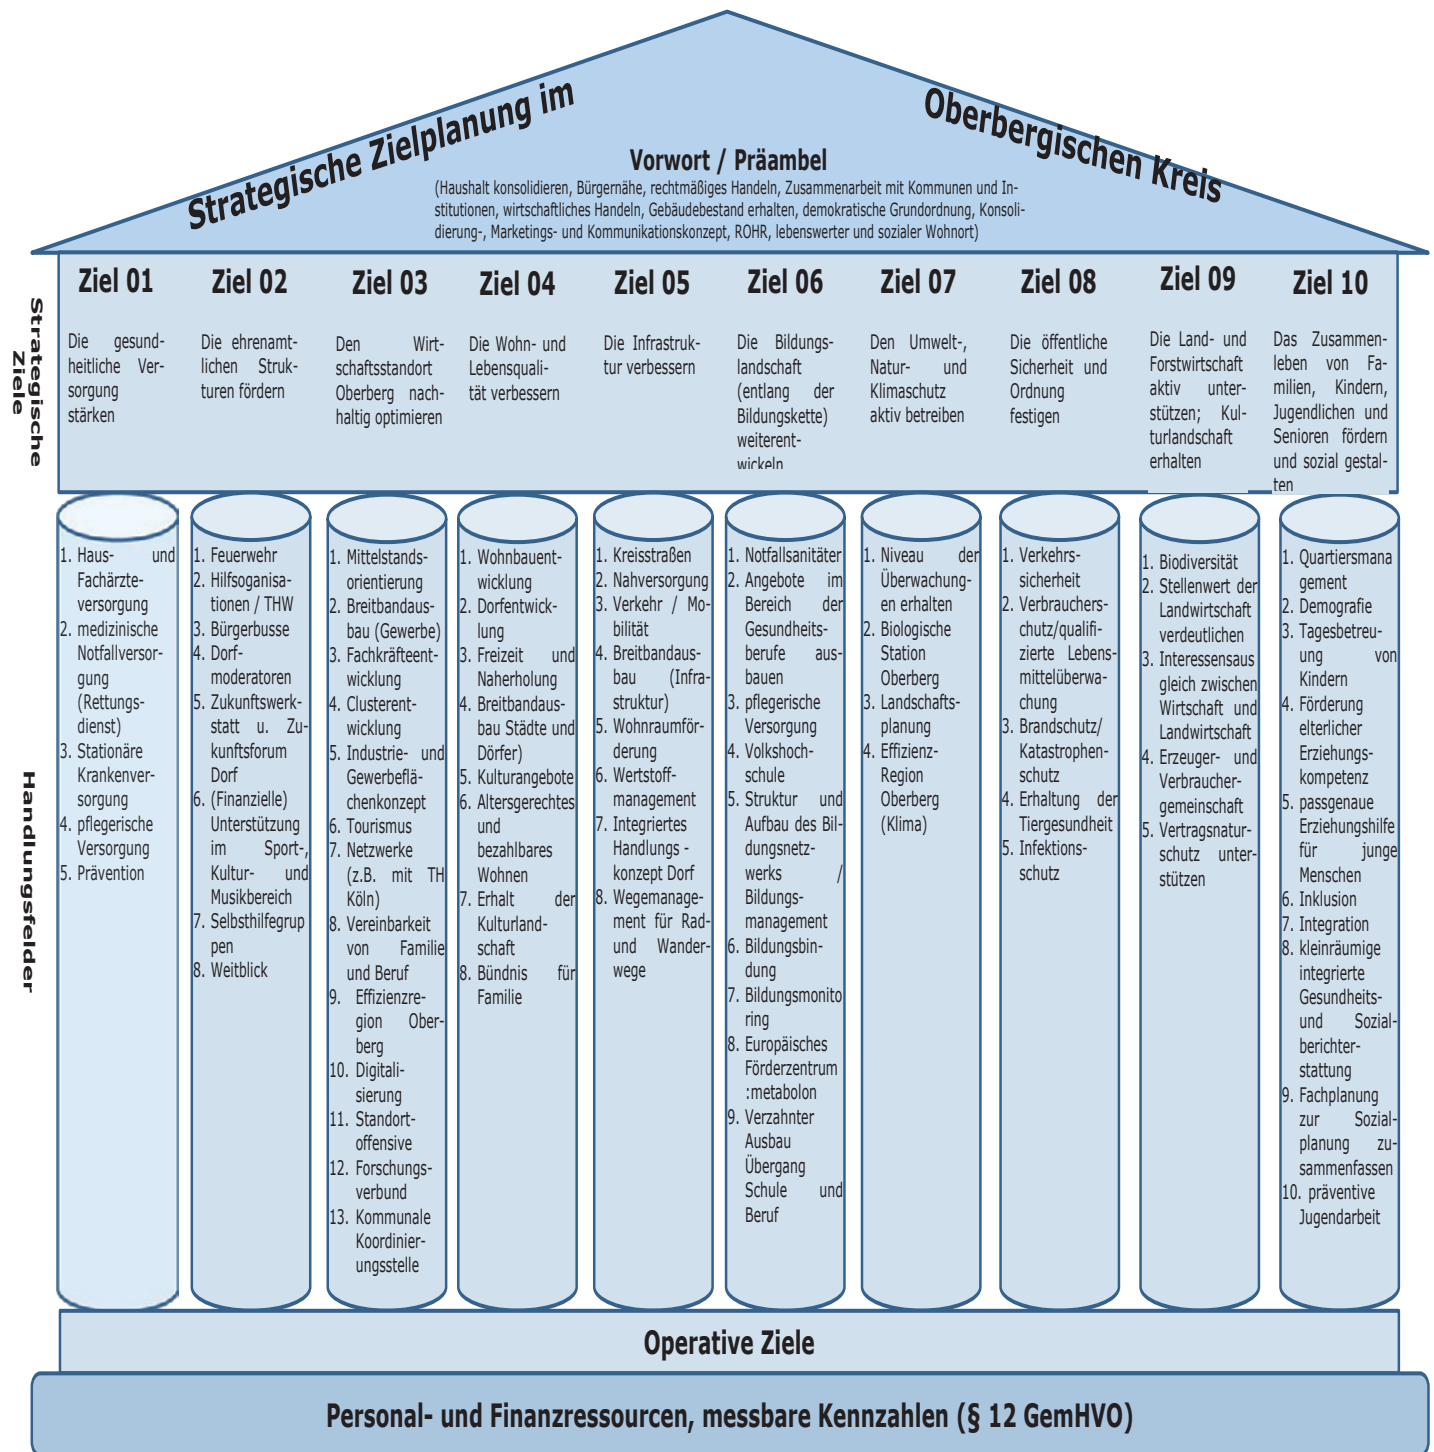 Strategische Zielplanung im
Oberbergischen Kreis
Vorwort / Präambel
(Haushalt konsolidieren, Bürgernähe, rechtmäßiges Handeln, Zusammenarbeit mit Kommunen und In-
stitutionen, wirtschaftliches Handeln, Gebäudebestand erhalten, demokratische Grundordnung, Konsoli-
dierung-, Marketings- und Kommunikationskonzept, ROHR, lebenswerter und sozialer Wohnort)
Strategische
Ziele
Ziel 01
Die gesund-
heitliche Ver-
sorgung
stärken
Ziel 02
Die ehrenamt-
lichen Struk-
turen fördern
Ziel 03
Den Wirt-
schaftsstandort
Oberberg nach-
haltig optimieren
Ziel 04
Die Wohn- und
Lebensquali-
tät verbessern
Ziel 05
Die Infrastruk-
tur verbessern
Ziel 06
Die Bildungs-
landschaft
(entlang der
Bildungskette)
weiterent-
wickeln
Ziel 07
Den Umwelt-,
Natur- und
Klimaschutz
aktiv betreiben
Ziel 08
Die öffentliche
Sicherheit und
Ordnung
festigen
Ziel 09
Die Land- und
Forstwirtschaft
aktiv unter-
stützen; Kul-
turlandschaft
erhalten
Ziel 10
Das Zusammen-
leben von Fa-
milien, Kindern,
Jugendlichen und
Senioren fördern
und sozial gestal-
ten
Handlungsfelder
1. Haus- und
Fachärzte-
versorgung
2. medizinische
Notfallversor-
gung
(Rettungs-
dienst)
3. Stationäre
Krankenver-
sorgung
4. pflegerische
Versorgung
5. Prävention
1. Feuerwehr
2. Hilfsoganisa-
tionen / THW
3. Bürgerbusse
4. Dorf-
moderatoren
5. Zukunftswerk-
statt u. Zu-
kunftsforum
Dorf
6. (Finanzielle)
Unterstützung
im Sport-,
Kultur- und
Musikbereich
7. Selbsthilfegrup
pen
8. Weitblick
1. Mittelstands-
orientierung
2. Breitbandaus-
bau (Gewerbe)
3. Fachkräfteent-
wicklung
4. Clusterent-
wicklung
5. Industrie- und
Gewerbeflä-
chenkonzept
6. Tourismus
7. Netzwerke
(z.B. mit TH
Köln)
8. Vereinbarkeit
von Familie
und Beruf
9. Effizienzre-
gion Ober-
berg
10. Digitali-
sierung
11. Standort-
offensive
12. Forschungs-
verbund
13. Kommunale
Koordinier-
ungsstelle
1. Wohnbauent-
wicklung
2. Dorfentwick-
lung
3. Freizeit und
Naherholung
4. Breitbandaus-
bau Städte und
Dörfer)
5. Kulturangebote
6. Altersgerechtes
und
bezahlbares
Wohnen
7. Erhalt der
Kulturland-
schaft
8. Bündnis für
Familie
1. Kreisstraßen
2. Nahversorgung
3. Verkehr / Mo-
bilität
4. Breitbandaus-
bau (Infra-
struktur)
5. Wohnraumför-
derung
6. Wertstoff-
management
7. Integriertes
Handlungs -
konzept Dorf
8. Wegemanage-
ment für Rad-
und Wander-
wege
1. Notfallsanitäter
2. Angebote im
Bereich der
Gesundheits-
berufe aus-
bauen
3. pflegerische
Versorgung
4. Volkshoch-
schule
5. Struktur und
Aufbau des Bil-
dungsnetz-
werks /
Bildungs-
management
6. Bildungsbin-
dung
7. Bildungsmonito
ring
8. Europäisches
Förderzentrum
:metabolon
9. Verzahnter
Ausbau
Übergang
Schule und
Beruf
1. Niveau der
Überwachung-
en erhalten
2. Biologische
Station
Oberberg
3. Landschafts-
planung
4. Effizienz-
Region
Oberberg
(Klima)
1. Verkehrs-
sicherheit
2. Verbrauchers-
chutz/qualifi-
zierte Lebens-
mittelüberwa-
chung
3. Brandschutz/
Katastrophen-
schutz
4. Erhaltung der
Tiergesundheit
5. Infektions-
schutz
1. Biodiversität
2. Stellenwert der
Landwirtschaft
verdeutlichen
3. Interessensaus
gleich zwischen
Wirtschaft und
Landwirtschaft
4. Erzeuger- und
Verbraucher-
gemeinschaft
5. Vertragsnatur-
schutz unter-
stützen
1. Quartiersmana
gement
2. Demografie
3. Tagesbetreu-
ung von
Kindern
4. Förderung
elterlicher
Erziehungs-
kompetenz
5. passgenaue
Erziehungshilfe
für junge
Menschen
6. Inklusion
7. Integration
8. kleinräumige
integrierte
Gesundheits-
und Sozial-
berichter-
stattung
9. Fachplanung
zur Sozial-
planung zu-
sammenfassen
10. präventive
Jugendarbeit
Operative Ziele
Personal- und Finanzressourcen, messbare Kennzahlen (§ 12 GemHVO)